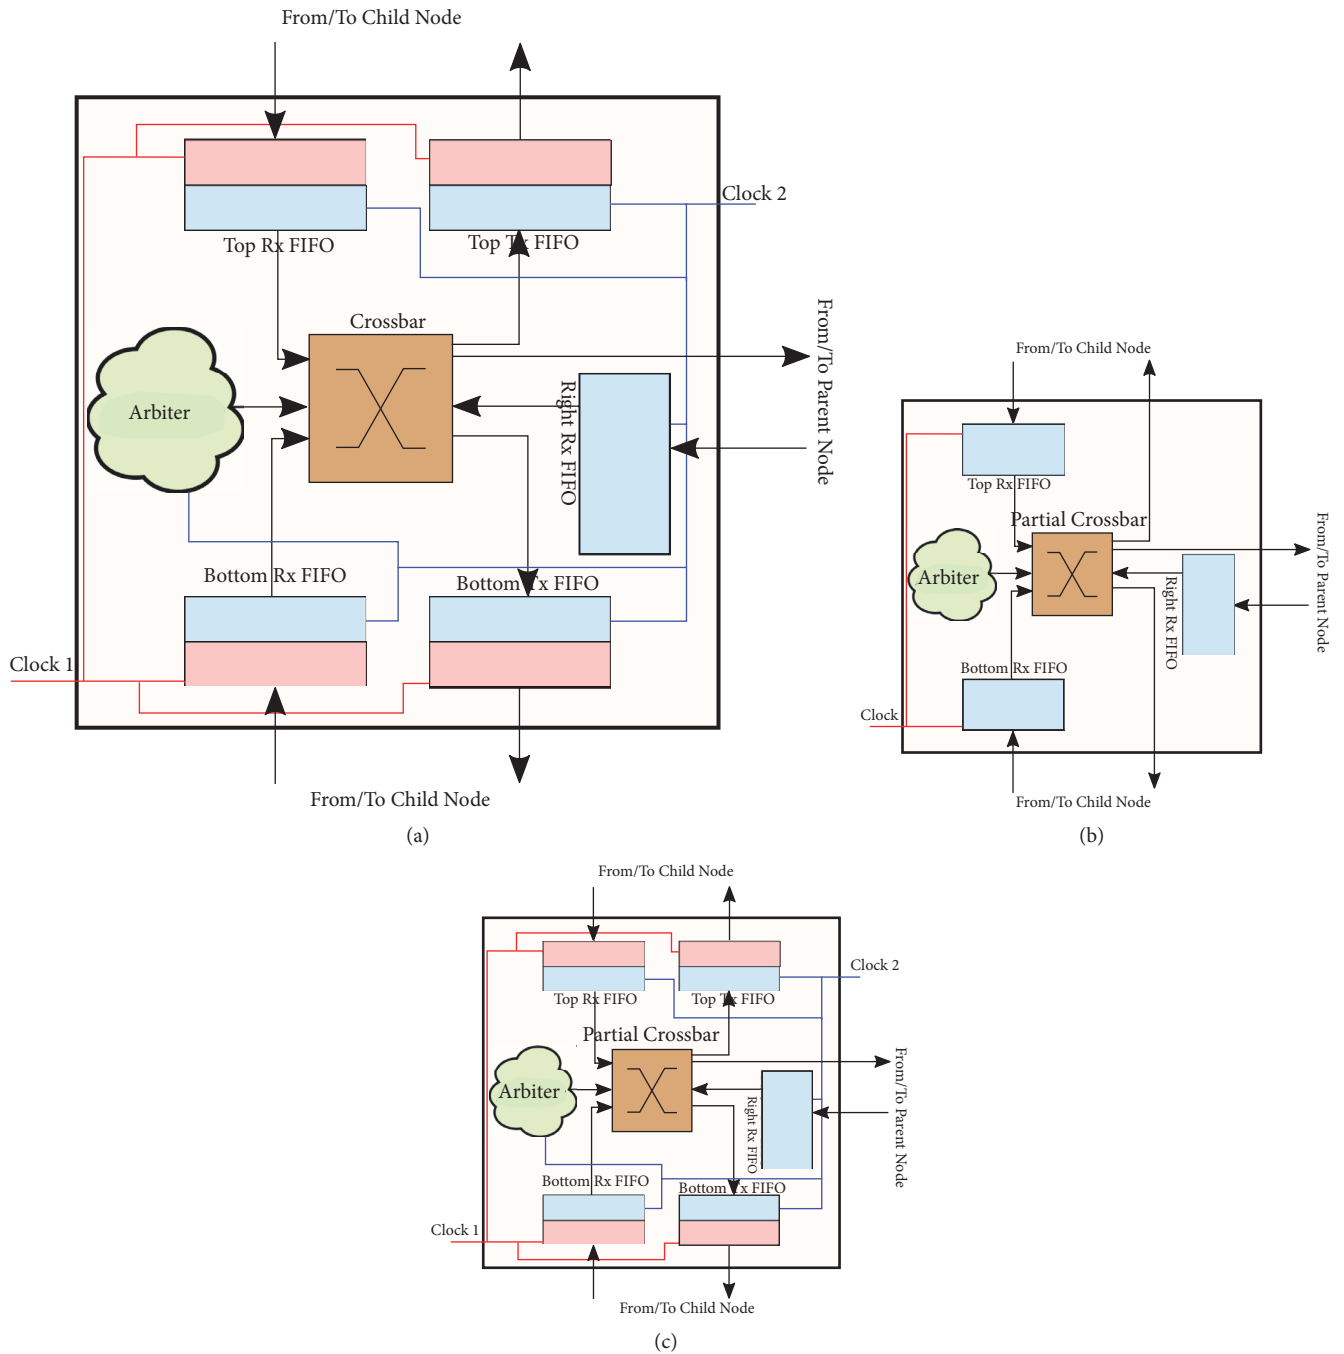 From/To Child Node
Clock 2
Top Rx FIFO
Top Tx FIFO
Crossbar
From/To Parent Node
Arbiter
Right Rx FIFO
Bottom Rx FIFO
Bottom Tx FIFO
Clock 1
From/To Child Node
(a)
From/To Child Node
Top Rx FIFO
Partial Crossbar
From/To Parent Node
Arbiter
Right Rx FIFO
Bottom Rx FIFO
Clock
From/To Child Node
(b)
From/To Child Node
Clock 2
Top Rx FIFO
Top Tx FIFO
Partial Crossbar
From/To Parent Node
Arbiter
Right Rx FIFO
Bottom Rx FIFO
Bottom Tx FIFO
Clock 1
From/To Child Node
(c)